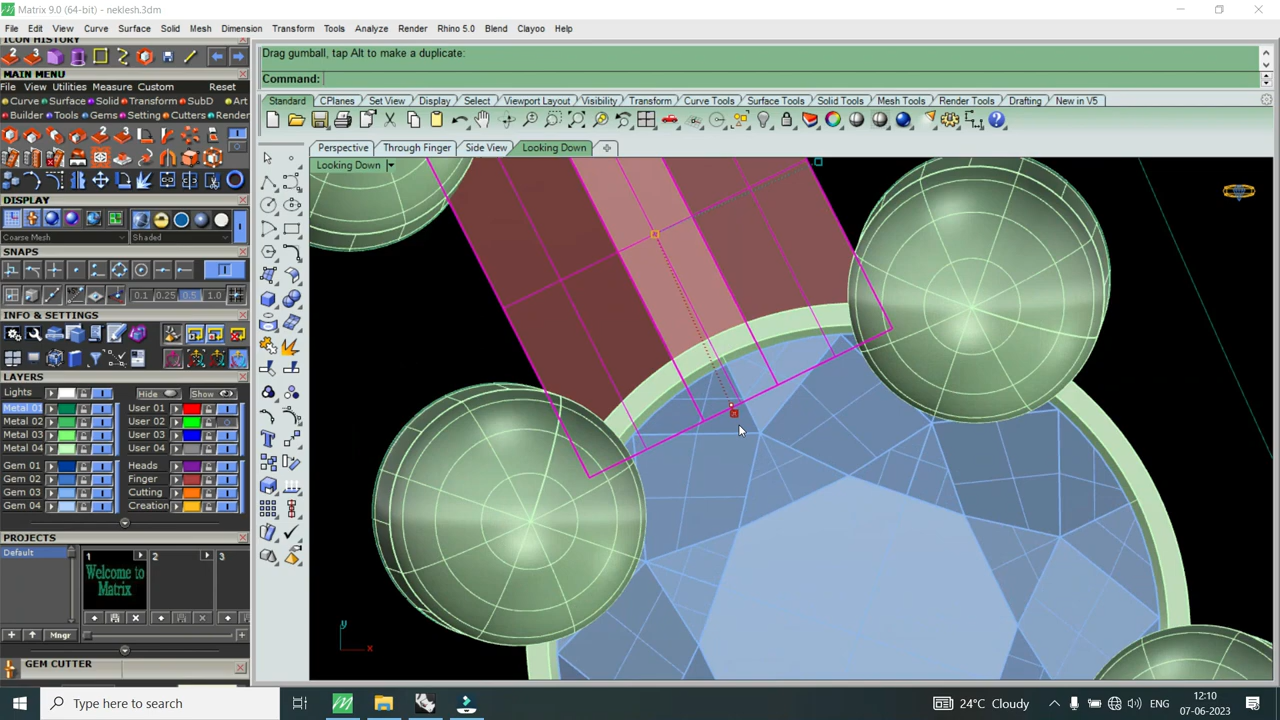 Matrix 9.0 (64-bit) - neklesh.3dm
File Edit View Curve Surface Solid Mesh Dimension Transform Tools Analyze Render Rhino 5.0 Blend Clayoo Help
ICON HISTORY
Drag gumball, tap Alt to make a duplicate:
MAIN MENU
Command:
File View Utilities Measure Custom Reset
Curve Surface Solid Transform SubD Art
Standard CPlanes Set View Display Select Viewport Layout Visibility Transform Curve Tools Surface Tools Solid Tools Mesh Tools Render Tools Drafting New in V5
Builder Tools Gems Setting Cutters Render
Perspective Through Finger Side View Looking Down
Looking Down
DISPLAY
Coarse Mesh Shaded
SNAPS
0.1 0.25 0.5 1.0
INFO & SETTINGS
LAYERS
Lights Hide Show
Metal 01 User 01
Metal 02 User 02
Metal 03 User 03
Metal 04 User 04
Gem 01 Heads
Gem 02 Finger
Gem 03 Cutting
Gem 04 Creation
PROJECTS
Default 1 2 3
Welcome to
Matrix
Mngr
GEM CUTTER
y
x
Type here to search
24°C Cloudy
ENG
12:10
07-06-2023